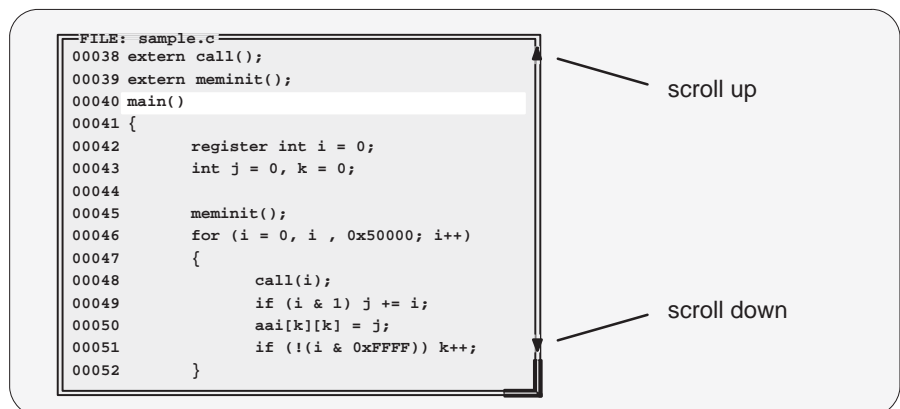 FILE: sample.c
00038 extern call();
00039 extern meminit();
00040 main()
00041 {
00042 register int i = 0;
00043 int j = 0, k = 0;
00044
00045 meminit();
00046 for (i = 0, i , 0x50000; i++)
00047 {
00048 call(i);
00049 if (i & 1) j += i;
00050 aai[k][k] = j;
00051 if (!(i & 0xFFFF)) k++;
00052 }
scroll up
scroll down